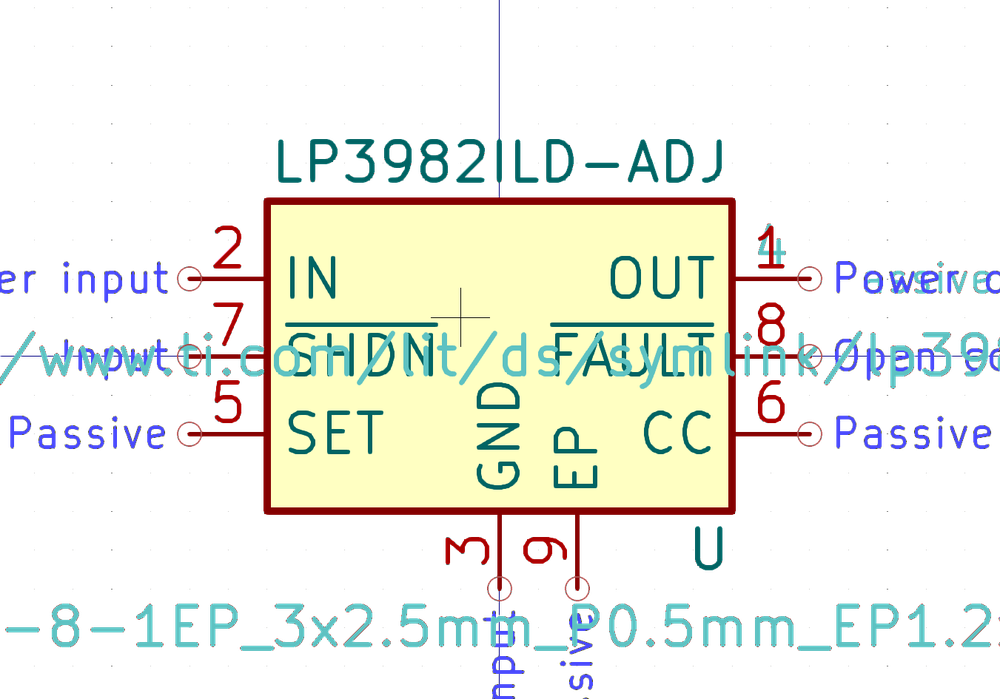 LP3982ILD-ADJ
2 1 4
er input IN OUT Power assive
7 8
Input SHDN FAULT Open
/www.ti.com/lit/ds/symlink/lp39
5 6
Passive SET CC Passive
GND EP
3 9 U
-8-1EP_3x2.5mm_P0.5mm_EP1.2
nput ssive